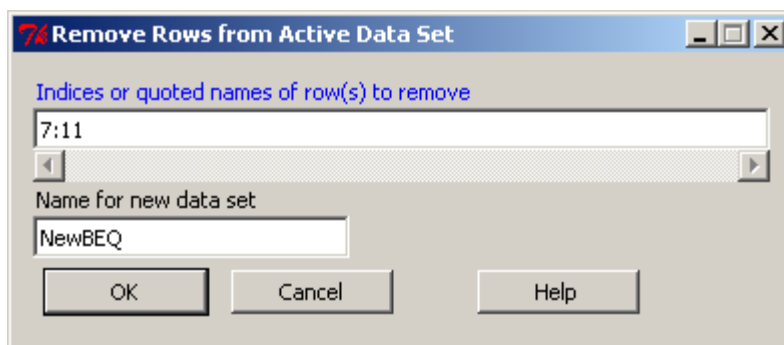 Remove Rows from Active Data Set
Indices or quoted names of row(s) to remove
7:11
Name for new data set
NewBEQ
OK Cancel Help